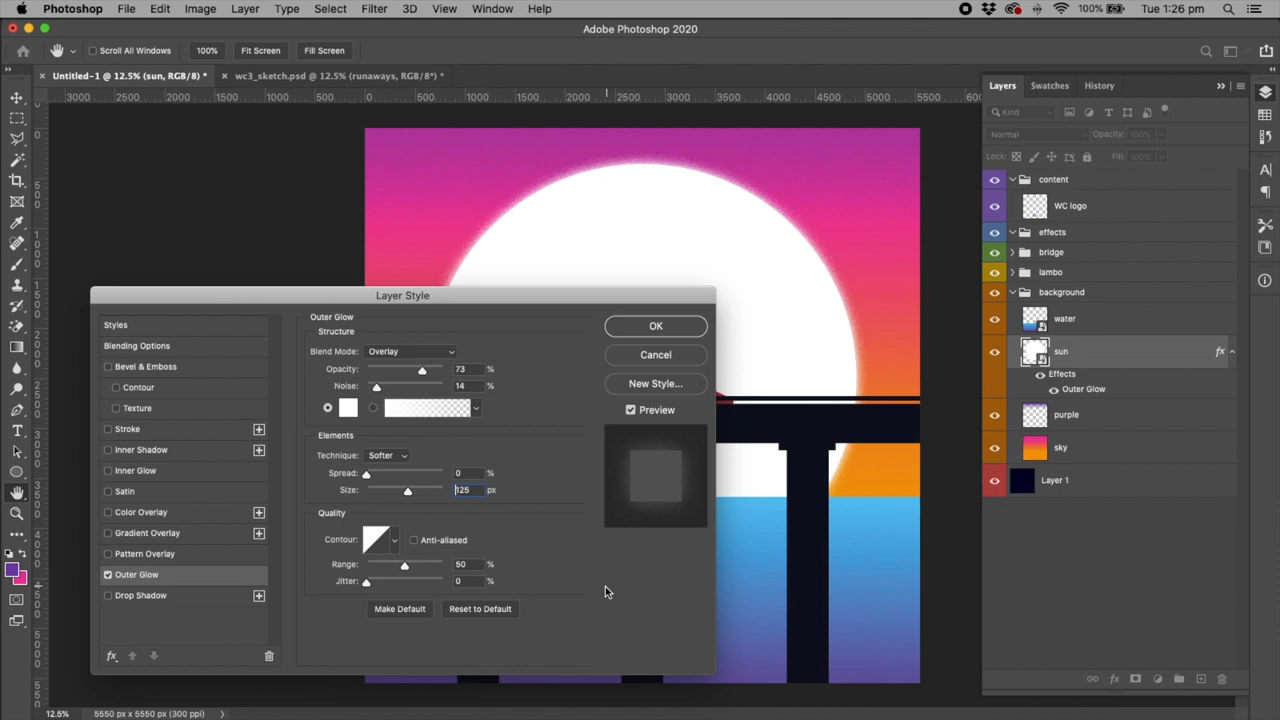 Photoshop File Edit Image Layer Type Select Filter 3D View Window Help 100% Tue 1:26 pm
Adobe Photoshop 2020
Scroll All Windows 100% Fit Screen Fill Screen
Untitled-1 @ 12.5% (sun, RGB/8) * wc3_sketch.psd @ 12.5% (runaways, RGB/8*) *
3000 2500 2000 1500 1000 500 0 500 1000 1500 2000 2500 3000 3500 4000 4500 5000 5500 600
Layers Swatches History
Kind
Normal Opacity: 100%
Lock: Fill: 100%
content
WC logo
effects
bridge
lambo
background
water
sun fx
Effects
Outer Glow
purple
sky
Layer 1
Layer Style
Styles
Blending Options
Bevel & Emboss
Contour
Texture
Stroke
Inner Shadow
Inner Glow
Satin
Color Overlay
Gradient Overlay
Pattern Overlay
Outer Glow
Drop Shadow
fx
Outer Glow
Structure
Blend Mode: Overlay
Opacity: 73 %
Noise: 14 %
Elements
Technique: Softer
Spread: 0 %
Size: 125 px
Quality
Contour: Anti-aliased
Range: 50 %
Jitter: 0 %
Make Default Reset to Default
OK
Cancel
New Style...
Preview
fx
12.5% 5550 px x 5550 px (300 ppi)